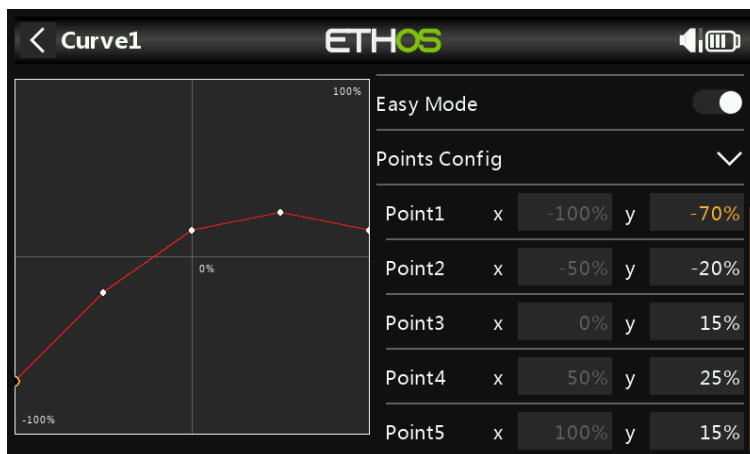 Curve1
ETHOS
100%
0%
-100%
Easy Mode
Points Config
Point1 x -100% y -70%
Point2 x -50% y -20%
Point3 x 0% y 15%
Point4 x 50% y 25%
Point5 x 100% y 15%